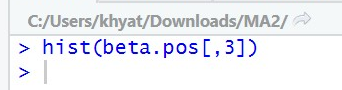 C:/Users/khyat/Downloads/MA2/
> hist(beta.pos[,3])
>